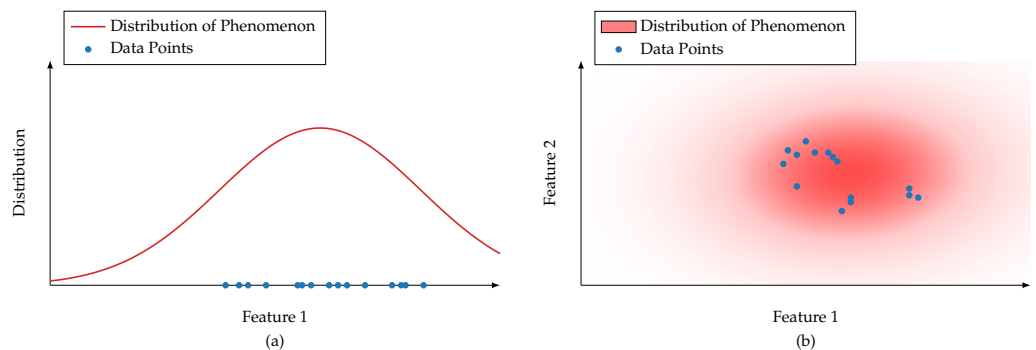 Distribution of Phenomenon
Data Points
Distribution
Feature 1
(a)
Distribution of Phenomenon
Data Points
Feature 2
Feature 1
(b)